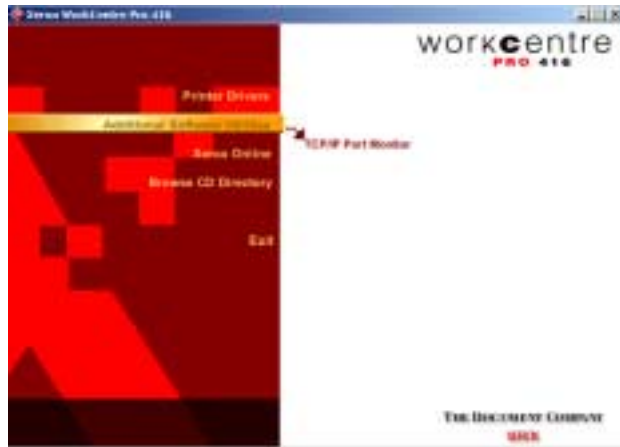 Xerox WorkCentre Pro 416
workcentre
PRO 416
Printer Drivers
Additional Software
Xerox Online
Browse CD Directory
Exit
TCP/IP Port Monitor
THE DOCUMENT COMPANY
XEROX